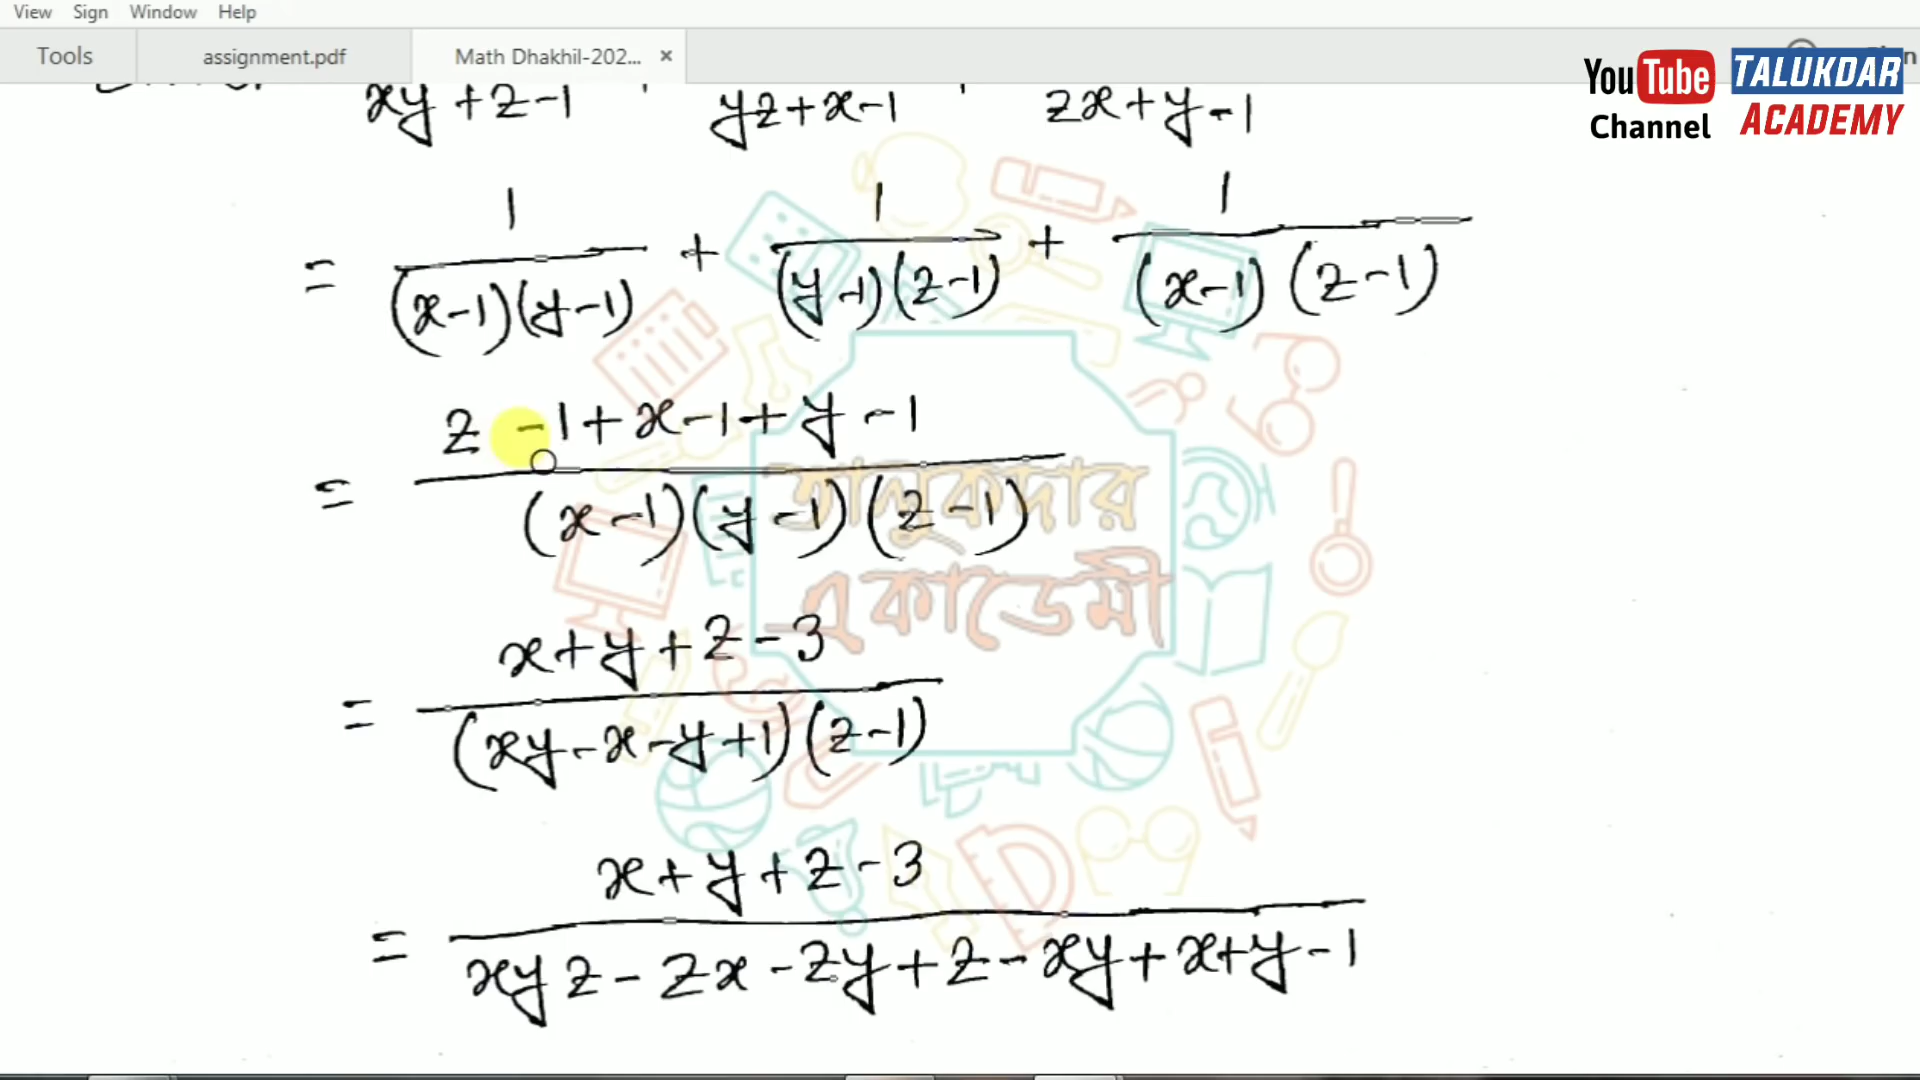 View Sign Window Help
Tools assignment.pdf Math Dhakhil-202... ×
YouTube Channel
TALUKDAR ACADEMY
xy+z-1 yz+x-1 zx+y-1
= 1/(x-1)(y-1) + 1/(y-1)(z-1) + 1/(x-1)(z-1)
= z-1+x-1+y-1
(x-1)(y-1)(z-1)
= x+y+z-3
(xy-x-y+1)(z-1)
= x+y+z-3
xyz-zx-zy+z-xy+x+y-1
তালুকদার
একাডেমী